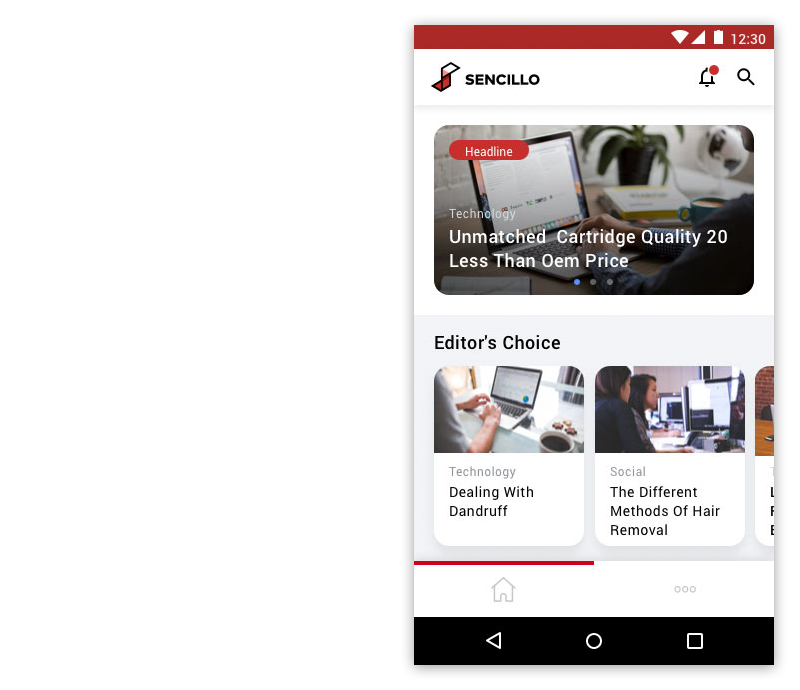 12:30
SENCILLO
Headline
Technology
Unmatched  Cartridge Quality 20
Less Than Oem Price
Editor's Choice
Technology
Dealing With
Dandruff
Social
The Different
Methods Of Hair
Removal